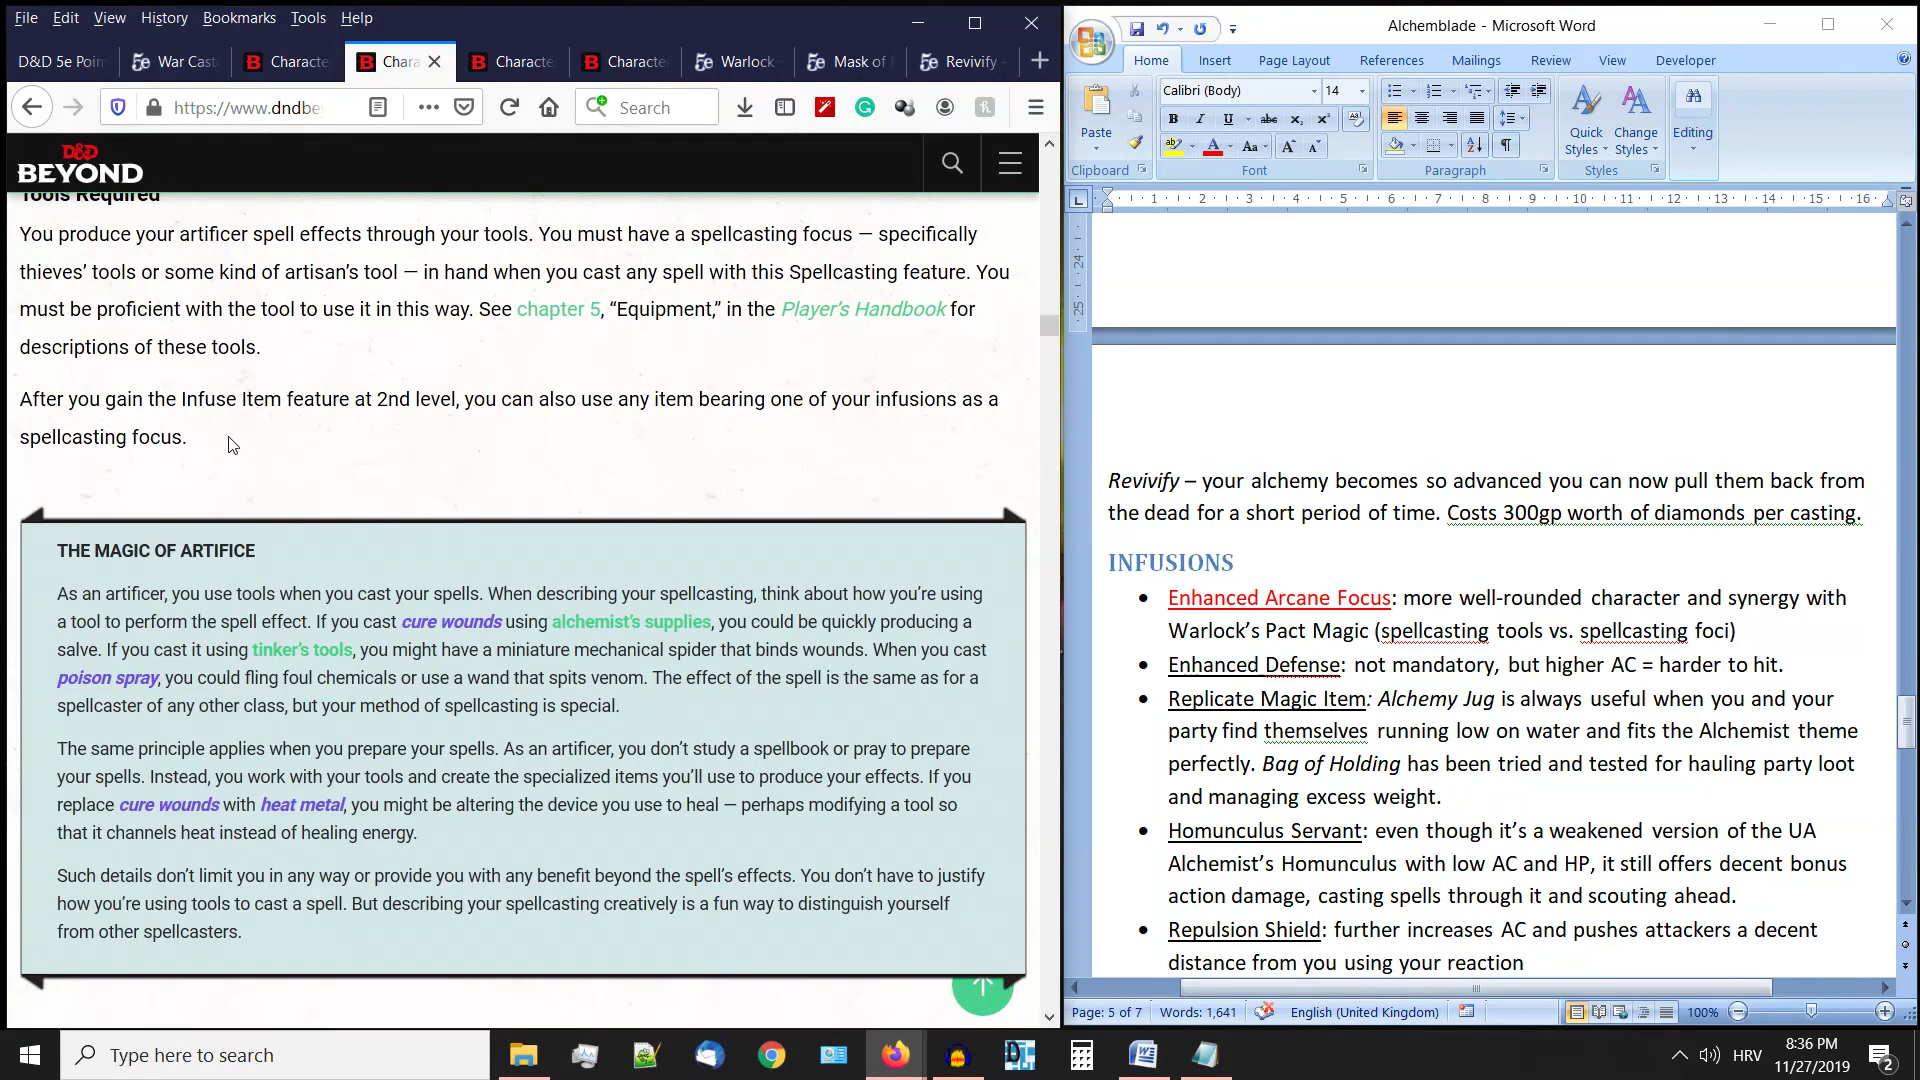 File Edit View History Bookmarks Tools Help
D&D 5e Poin War Cast Characte Chara Characte Characte Warlock Mask of Revivify
https://www.dndbe Search
D&D
BEYOND
Tools Required
You produce your artificer spell effects through your tools. You must have a spellcasting focus — specifically
thieves’ tools or some kind of artisan’s tool — in hand when you cast any spell with this Spellcasting feature. You
must be proficient with the tool to use it in this way. See chapter 5, “Equipment,” in the Player’s Handbook for
descriptions of these tools.
After you gain the Infuse Item feature at 2nd level, you can also use any item bearing one of your infusions as a
spellcasting focus.
THE MAGIC OF ARTIFICE
As an artificer, you use tools when you cast your spells. When describing your spellcasting, think about how you’re using
a tool to perform the spell effect. If you cast cure wounds using alchemist’s supplies, you could be quickly producing a
salve. If you cast it using tinker’s tools, you might have a miniature mechanical spider that binds wounds. When you cast
poison spray, you could fling foul chemicals or use a wand that spits venom. The effect of the spell is the same as for a
spellcaster of any other class, but your method of spellcasting is special.
The same principle applies when you prepare your spells. As an artificer, you don’t study a spellbook or pray to prepare
your spells. Instead, you work with your tools and create the specialized items you’ll use to produce your effects. If you
replace cure wounds with heat metal, you might be altering the device you use to heal — perhaps modifying a tool so
that it channels heat instead of healing energy.
Such details don’t limit you in any way or provide you with any benefit beyond the spell’s effects. You don’t have to justify
how you’re using tools to cast a spell. But describing your spellcasting creatively is a fun way to distinguish yourself
from other spellcasters.
Alchemblade - Microsoft Word
Home Insert Page Layout References Mailings Review View Developer
Calibri (Body) 14
Paste Quick Styles Change Styles Editing
Clipboard Font Paragraph Styles
1 2 3 4 5 6 7 8 9 10 11 12 13 14 15 16
24
25
Revivify – your alchemy becomes so advanced you can now pull them back from
the dead for a short period of time. Costs 300gp worth of diamonds per casting.
INFUSIONS
• Enhanced Arcane Focus: more well-rounded character and synergy with
Warlock’s Pact Magic (spellcasting tools vs. spellcasting foci)
• Enhanced Defense: not mandatory, but higher AC = harder to hit.
• Replicate Magic Item: Alchemy Jug is always useful when you and your
party find themselves running low on water and fits the Alchemist theme
perfectly. Bag of Holding has been tried and tested for hauling party loot
and managing excess weight.
• Homunculus Servant: even though it’s a weakened version of the UA
Alchemist’s Homunculus with low AC and HP, it still offers decent bonus
action damage, casting spells through it and scouting ahead.
• Repulsion Shield: further increases AC and pushes attackers a decent
distance from you using your reaction
Page: 5 of 7 Words: 1,641 English (United Kingdom) 100%
Type here to search
HRV 8:36 PM
11/27/2019 2